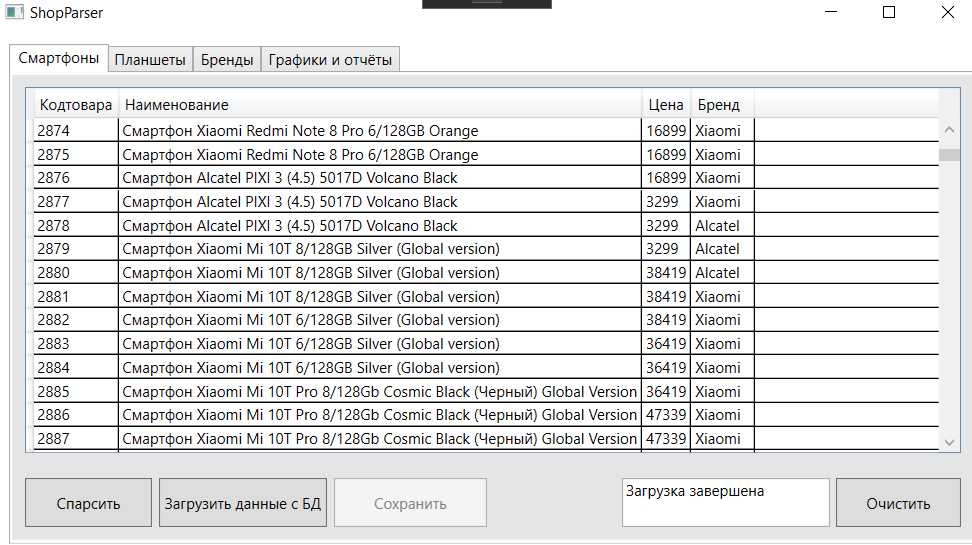 ShopParser
Смартфоны Планшеты Бренды Графики и отчёты
Кодтовара Наименование Цена Бренд
2874 Смартфон Xiaomi Redmi Note 8 Pro 6/128GB Orange 16899 Xiaomi
2875 Смартфон Xiaomi Redmi Note 8 Pro 6/128GB Orange 16899 Xiaomi
2876 Смартфон Alcatel PIXI 3 (4.5) 5017D Volcano Black 16899 Xiaomi
2877 Смартфон Alcatel PIXI 3 (4.5) 5017D Volcano Black 3299 Xiaomi
2878 Смартфон Alcatel PIXI 3 (4.5) 5017D Volcano Black 3299 Alcatel
2879 Смартфон Xiaomi Mi 10T 8/128GB Silver (Global version) 3299 Alcatel
2880 Смартфон Xiaomi Mi 10T 8/128GB Silver (Global version) 38419 Alcatel
2881 Смартфон Xiaomi Mi 10T 8/128GB Silver (Global version) 38419 Xiaomi
2882 Смартфон Xiaomi Mi 10T 6/128GB Silver (Global version) 38419 Xiaomi
2883 Смартфон Xiaomi Mi 10T 6/128GB Silver (Global version) 36419 Xiaomi
2884 Смартфон Xiaomi Mi 10T 6/128GB Silver (Global version) 36419 Xiaomi
2885 Смартфон Xiaomi Mi 10T Pro 8/128Gb Cosmic Black (Черный) Global Version 36419 Xiaomi
2886 Смартфон Xiaomi Mi 10T Pro 8/128Gb Cosmic Black (Черный) Global Version 47339 Xiaomi
2887 Смартфон Xiaomi Mi 10T Pro 8/128Gb Cosmic Black (Черный) Global Version 47339 Xiaomi
Спарсить Загрузить данные с БД Сохранить Загрузка завершена Очистить